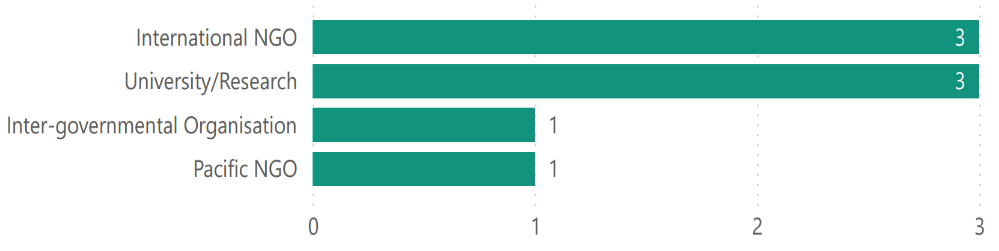 International NGO 3
University/Research 3
Inter-governmental Organisation 1
Pacific NGO 1
0 1 2 3